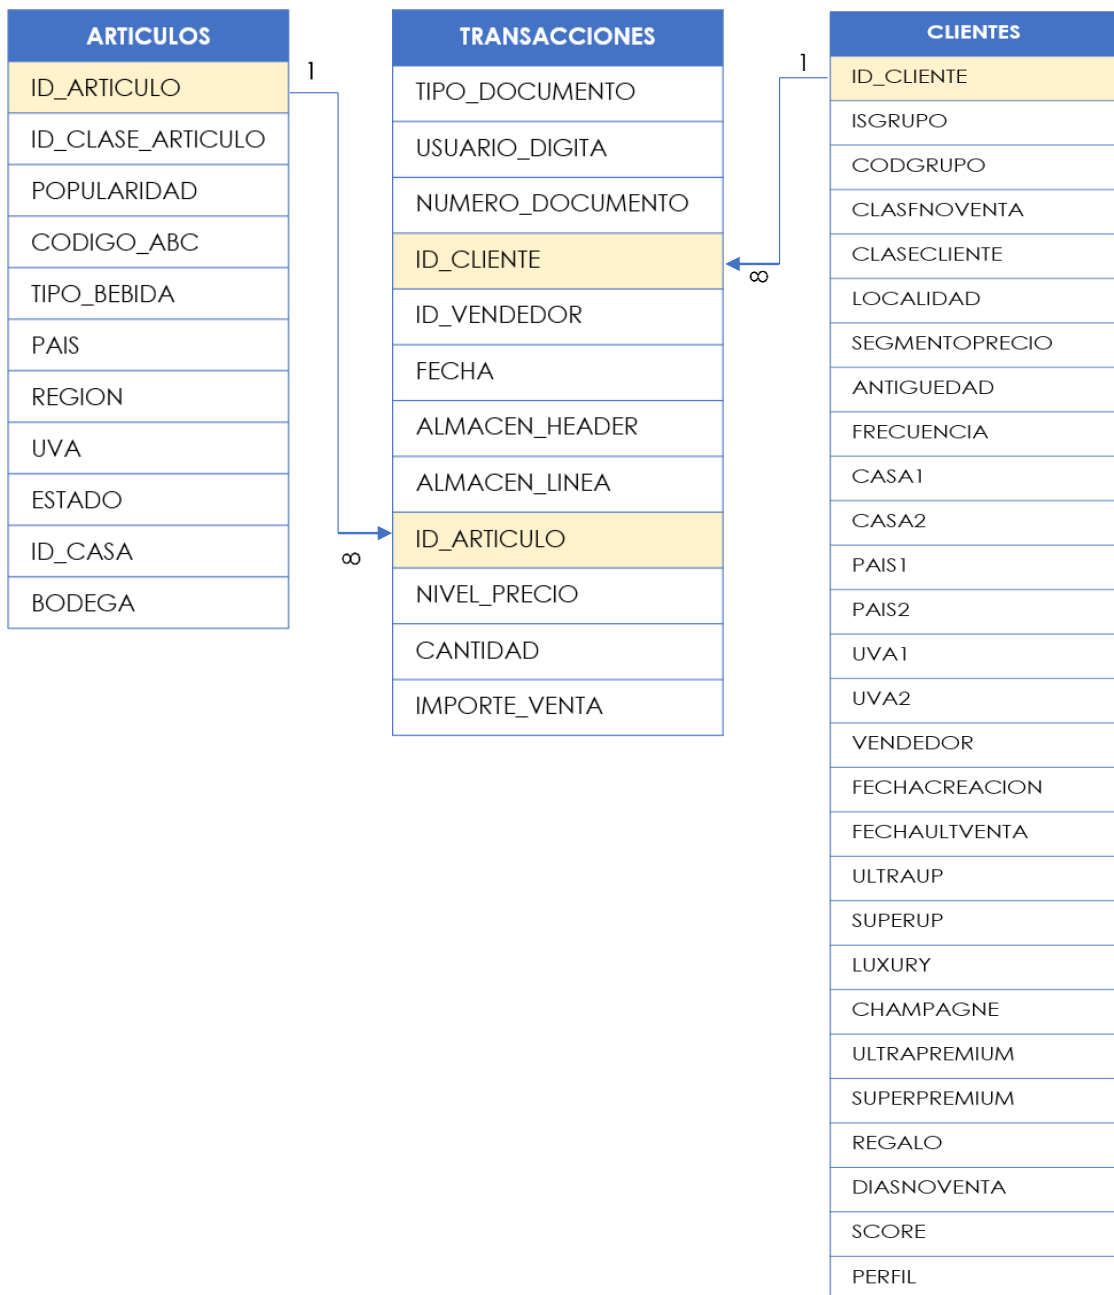 ARTICULOS
ID_ARTICULO
ID_CLASE_ARTICULO
POPULARIDAD
CODIGO_ABC
TIPO_BEBIDA
PAIS
REGION
UVA
ESTADO
ID_CASA
BODEGA
1
∞
TRANSACCIONES
TIPO_DOCUMENTO
USUARIO_DIGITA
NUMERO_DOCUMENTO
ID_CLIENTE
ID_VENDEDOR
FECHA
ALMACEN_HEADER
ALMACEN_LINEA
ID_ARTICULO
NIVEL_PRECIO
CANTIDAD
IMPORTE_VENTA
1
∞
CLIENTES
ID_CLIENTE
ISGRUPO
CODGRUPO
CLASFNOVENTA
CLASECLIENTE
LOCALIDAD
SEGMENTOPRECIO
ANTIGUEDAD
FRECUENCIA
CASA1
CASA2
PAIS1
PAIS2
UVA1
UVA2
VENDEDOR
FECHACREACION
FECHAULTVENTA
ULTRAUP
SUPERUP
LUXURY
CHAMPAGNE
ULTRAPREMIUM
SUPERPREMIUM
REGALO
DIASNOVENTA
SCORE
PERFIL